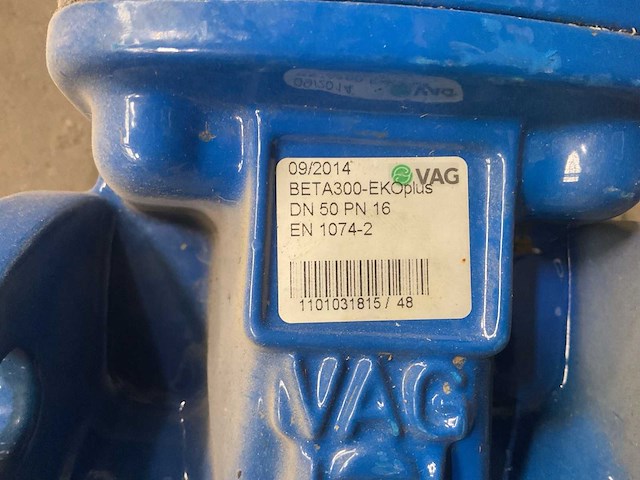 09/2014
VAG
BETA300-EKOplus
DN 50 PN 16
EN 1074-2
1101031815 / 48
VAG